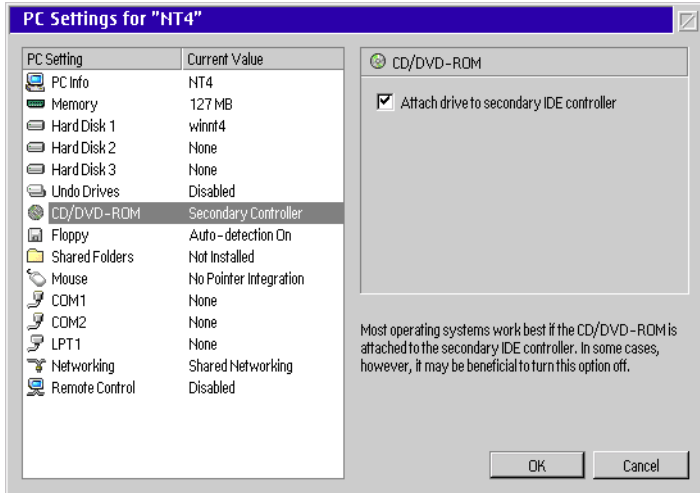 PC Settings for "NT4"
PC Setting Current Value
PC Info NT4
Memory 127 MB
Hard Disk 1 winnt4
Hard Disk 2 None
Hard Disk 3 None
Undo Drives Disabled
CD/DVD-ROM Secondary Controller
Floppy Auto-detection On
Shared Folders Not Installed
Mouse No Pointer Integration
COM1 None
COM2 None
LPT1 None
Networking Shared Networking
Remote Control Disabled
CD/DVD-ROM
Attach drive to secondary IDE controller
Most operating systems work best if the CD/DVD-ROM is
attached to the secondary IDE controller. In some cases,
however, it may be beneficial to turn this option off.
OK Cancel